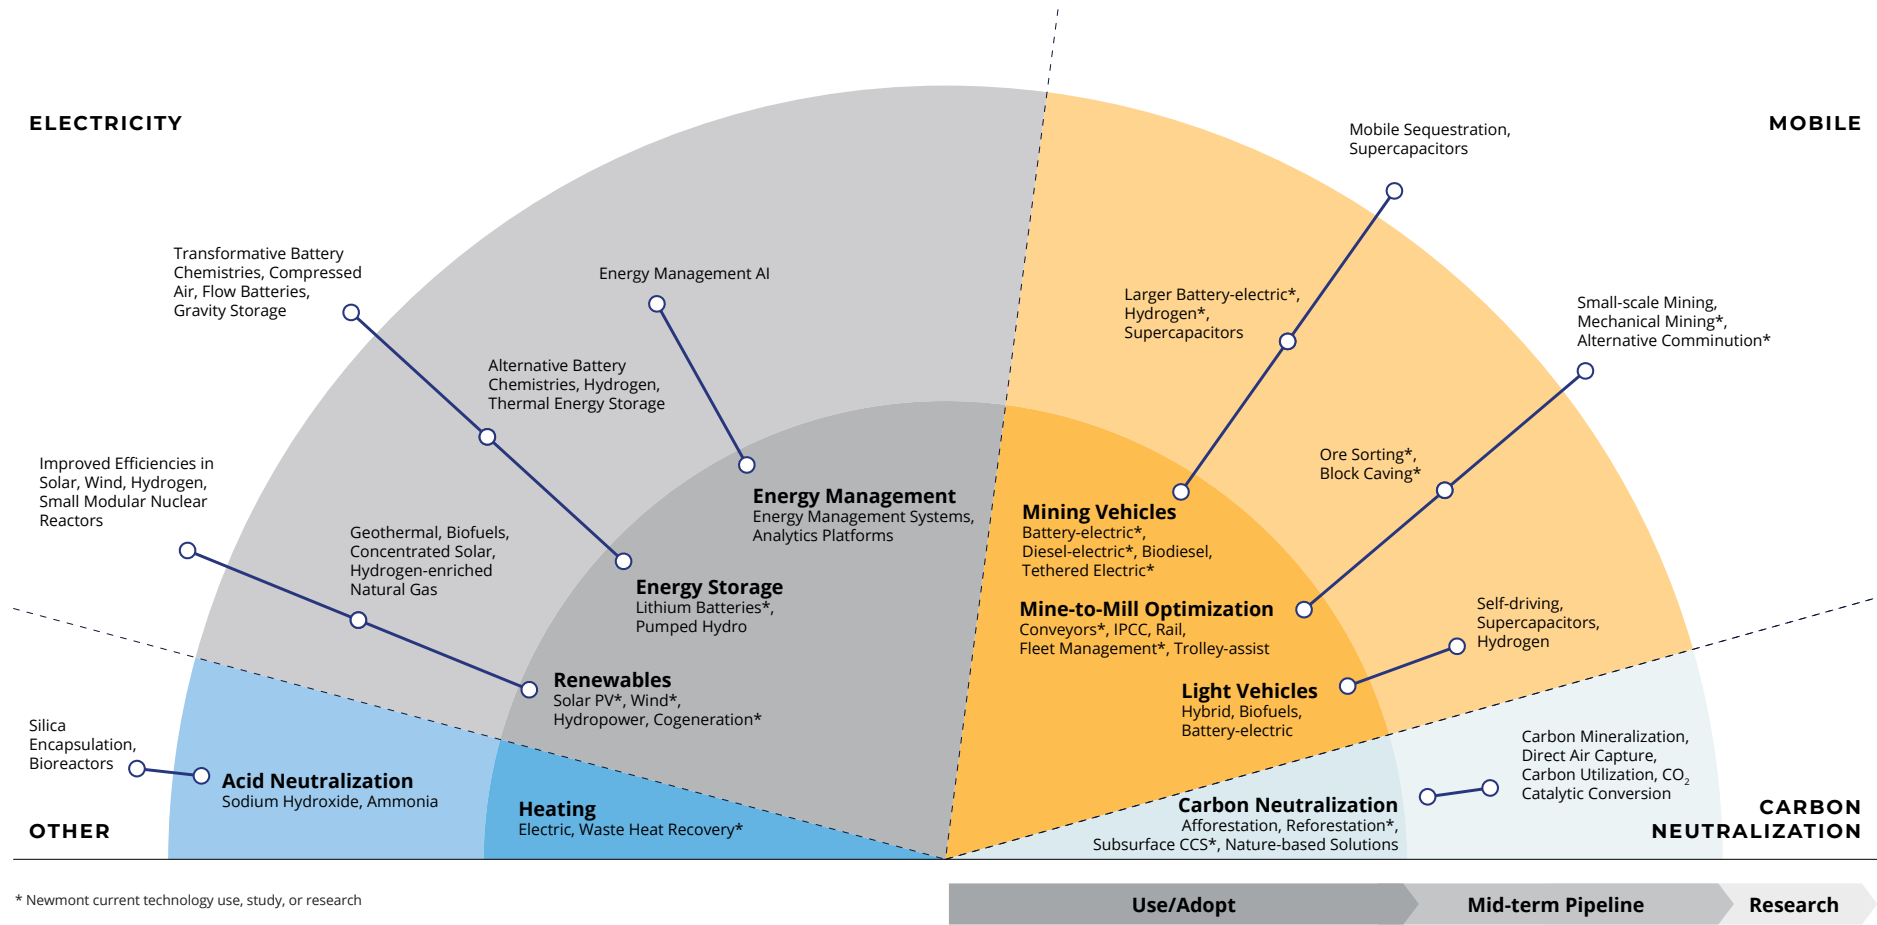 ELECTRICITY
MOBILE
Mobile Sequestration,
Supercapacitors
Transformative Battery
Chemistries, Compressed
Air, Flow Batteries,
Gravity Storage
Energy Management AI
Larger Battery-electric*,
Hydrogen*,
Supercapacitors
Small-scale Mining,
Mechanical Mining*,
Alternative Comminution*
Alternative Battery
Chemistries, Hydrogen,
Thermal Energy Storage
Improved Efficiencies in
Solar, Wind, Hydrogen,
Small Modular Nuclear
Reactors
Ore Sorting*,
Block Caving*
Energy Management
Energy Management Systems,
Analytics Platforms
Mining Vehicles
Battery-electric*,
Diesel-electric*, Biodiesel,
Tethered Electric*
Geothermal, Biofuels,
Concentrated Solar,
Hydrogen-enriched
Natural Gas
Energy Storage
Lithium Batteries*,
Pumped Hydro
Mine-to-Mill Optimization
Conveyors*, IPCC, Rail,
Fleet Management*, Trolley-assist
Self-driving,
Supercapacitors,
Hydrogen
Renewables
Solar PV*, Wind*,
Hydropower, Cogeneration*
Light Vehicles
Hybrid, Biofuels,
Battery-electric
Silica
Encapsulation,
Bioreactors
Acid Neutralization
Sodium Hydroxide, Ammonia
Heating
Electric, Waste Heat Recovery*
Carbon Neutralization
Afforestation, Reforestation*,
Subsurface CCS*, Nature-based Solutions
Carbon Mineralization,
Direct Air Capture,
Carbon Utilization, CO₂
Catalytic Conversion
OTHER
CARBON
NEUTRALIZATION
* Newmont current technology use, study, or research
Use/Adopt
Mid-term Pipeline
Research